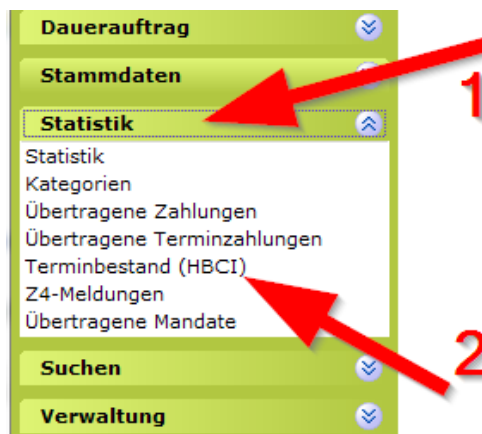 Dauerauftrag
Stammdaten
1
Statistik
Statistik
Kategorien
Übertragene Zahlungen
Übertragene Terminzahlungen
Terminbestand (HBCI)
Z4-Meldungen
Übertragene Mandate
2
Suchen
Verwaltung